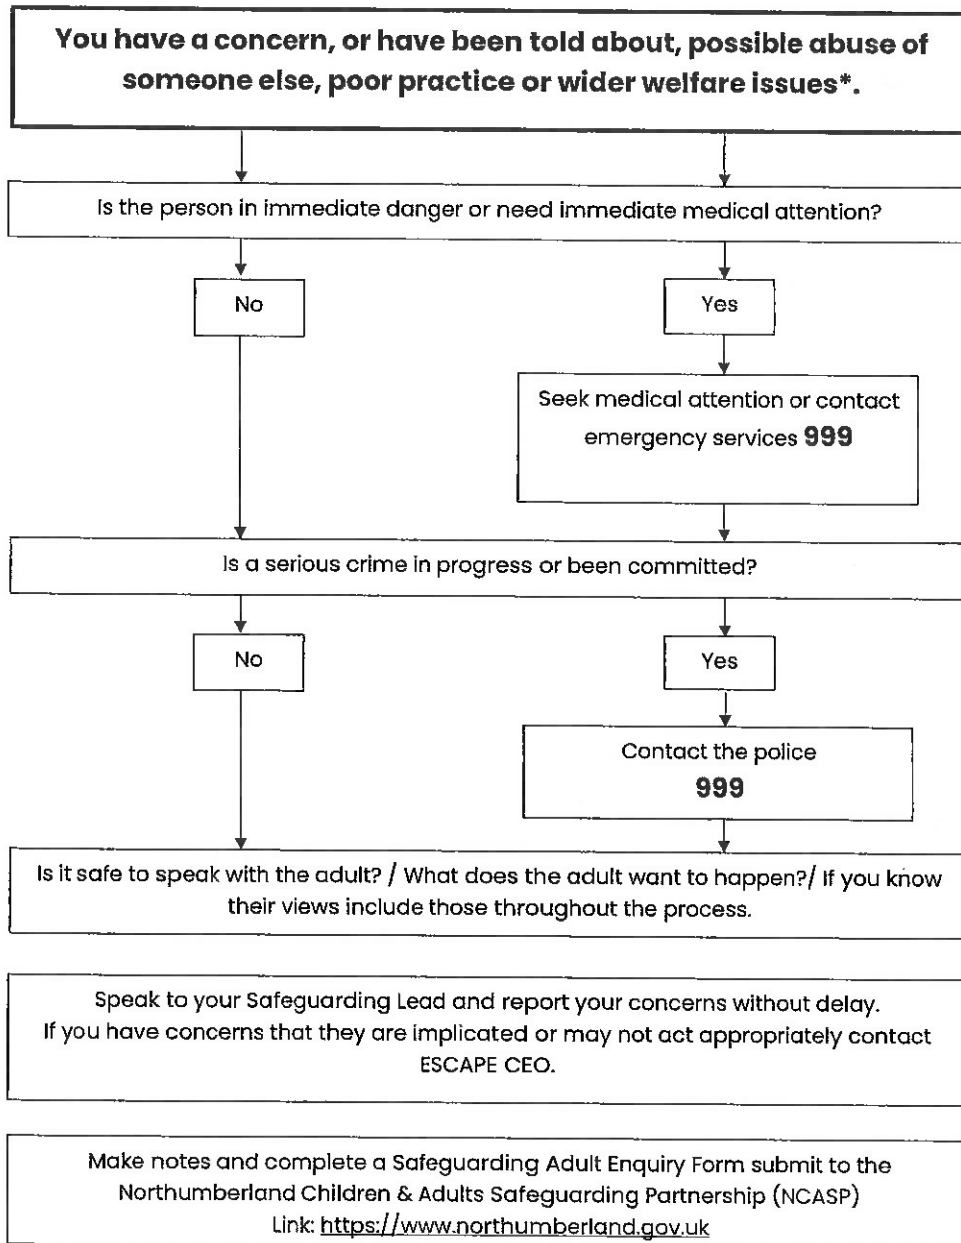 You have a concern, or have been told about, possible abuse of
someone else, poor practice or wider welfare issues*.
Is the person in immediate danger or need immediate medical attention?
No
Yes
Seek medical attention or contact
emergency services 999
Is a serious crime in progress or been committed?
No
Yes
Contact the police
999
Is it safe to speak with the adult? / What does the adult want to happen?/ If you know
their views include those throughout the process.
Speak to your Safeguarding Lead and report your concerns without delay.
If you have concerns that they are implicated or may not act appropriately contact
ESCAPE CEO.
Make notes and complete a Safeguarding Adult Enquiry Form submit to the
Northumberland Children & Adults Safeguarding Partnership (NCASP)
Link: https://www.northumberland.gov.uk